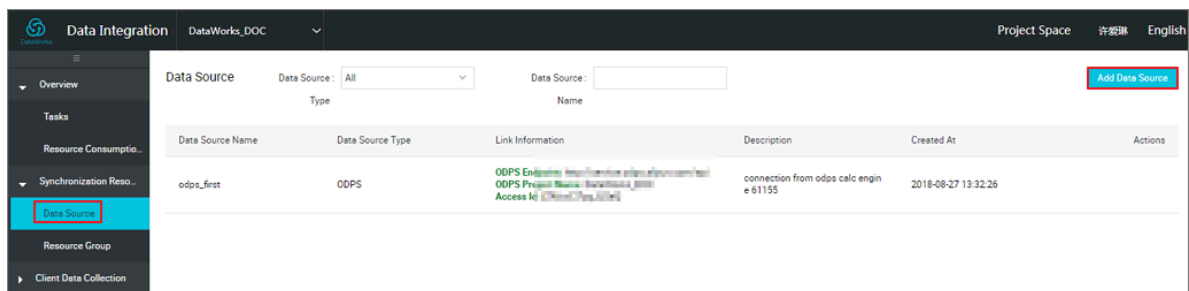 DataWorks
Data Integration
DataWorks_DOC
Project Space
许爱琳
English
Overview
Tasks
Resource Consumptio...
Synchronization Reso...
Data Source
Resource Group
Client Data Collection
Data Source
Data Source : All
Type
Data Source :
Name
Add Data Source
Data Source Name
Data Source Type
Link Information
Description
Created At
Actions
odps_first
ODPS
ODPS Endpoint
ODPS Project Name
Access Id
connection from odps calc engin
e 61155
2018-08-27 13:32:26